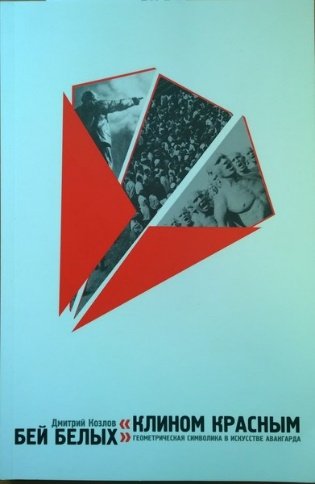 Дмитрий Козлов
«КЛИНОМ КРАСНЫМ
БЕЙ БЕЛЫХ»
ГЕОМЕТРИЧЕСКАЯ СИМВОЛИКА В ИСКУССТВЕ АВАНГАРДА